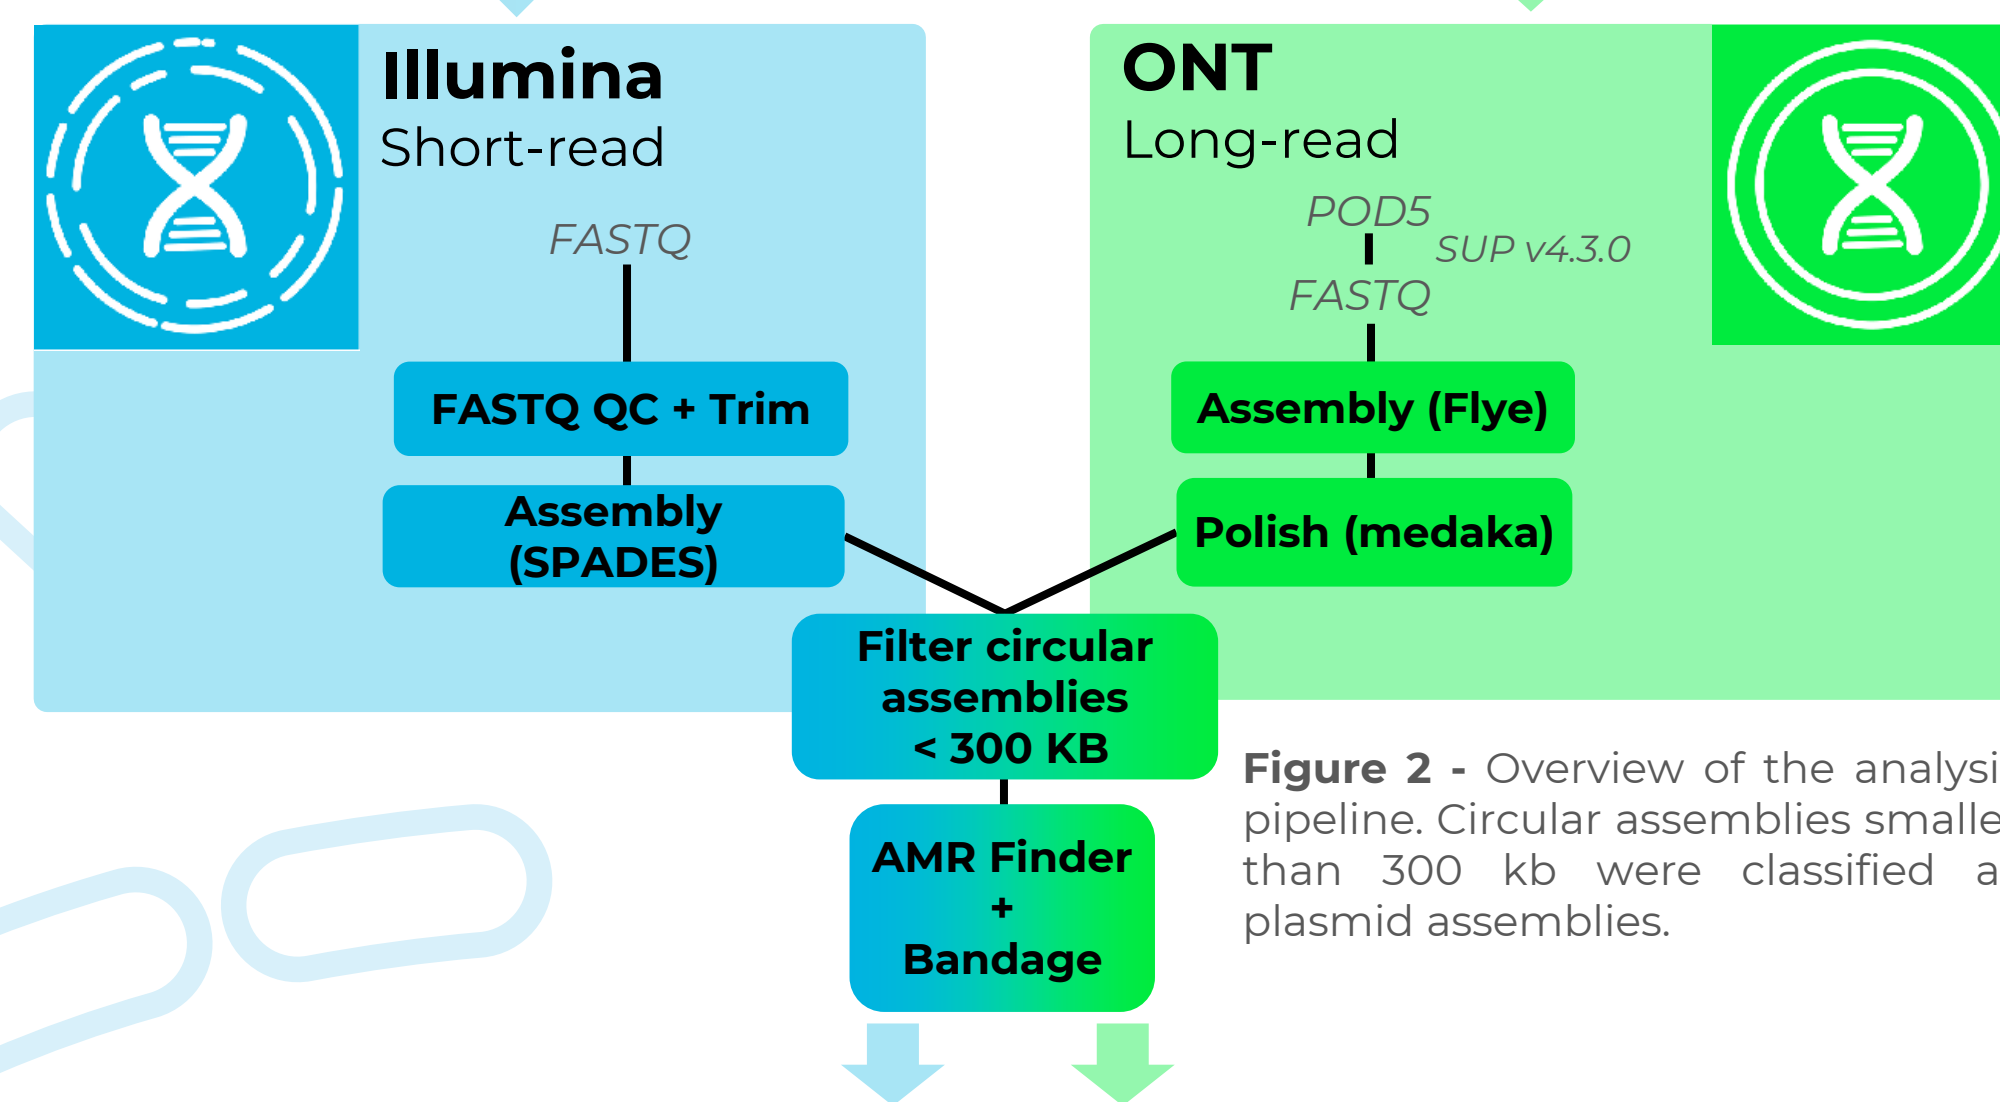 Illumina
Short-read
FASTQ
FASTQ QC + Trim
Assembly
(SPADES)
ONT
Long-read
POD5
SUP v4.3.0
FASTQ
Assembly (Flye)
Polish (medaka)
Filter circular
assemblies
< 300 KB
AMR Finder
+
Bandage
Figure 2 - Overview of the analysi
pipeline. Circular assemblies smalle
than 300 kb were classified a
plasmid assemblies.